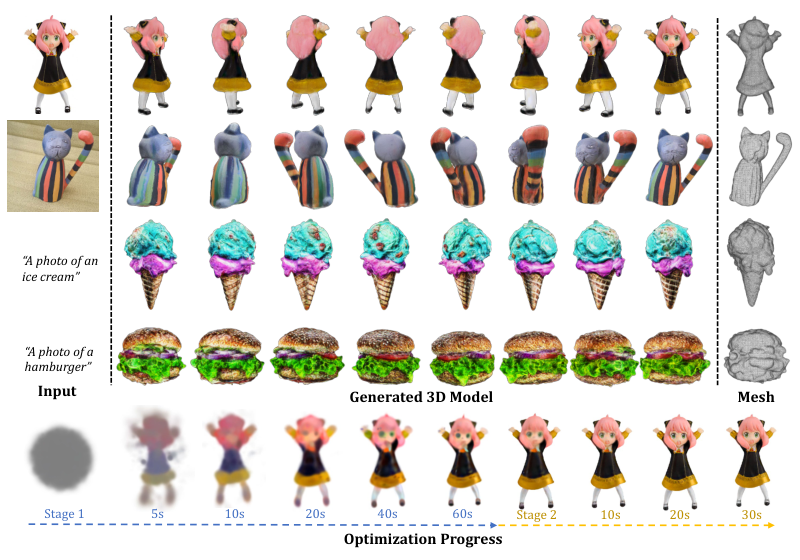 "A photo of an
ice cream"
"A photo of a
hamburger"
Input
Generated 3D Model
Mesh
Stage 1
5s
10s
20s
40s
60s
Stage 2
10s
20s
30s
Optimization Progress